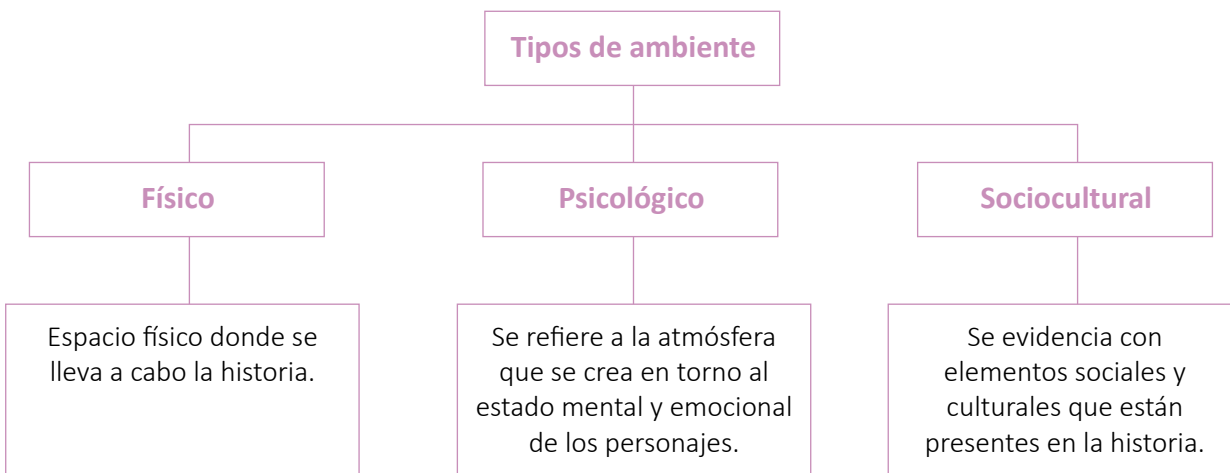 Tipos de ambiente
Físico
Psicológico
Sociocultural
Espacio físico donde se
lleva a cabo la historia.
Se refiere a la atmósfera
que se crea en torno al
estado mental y emocional
de los personajes.
Se evidencia con
elementos sociales y
culturales que están
presentes en la historia.